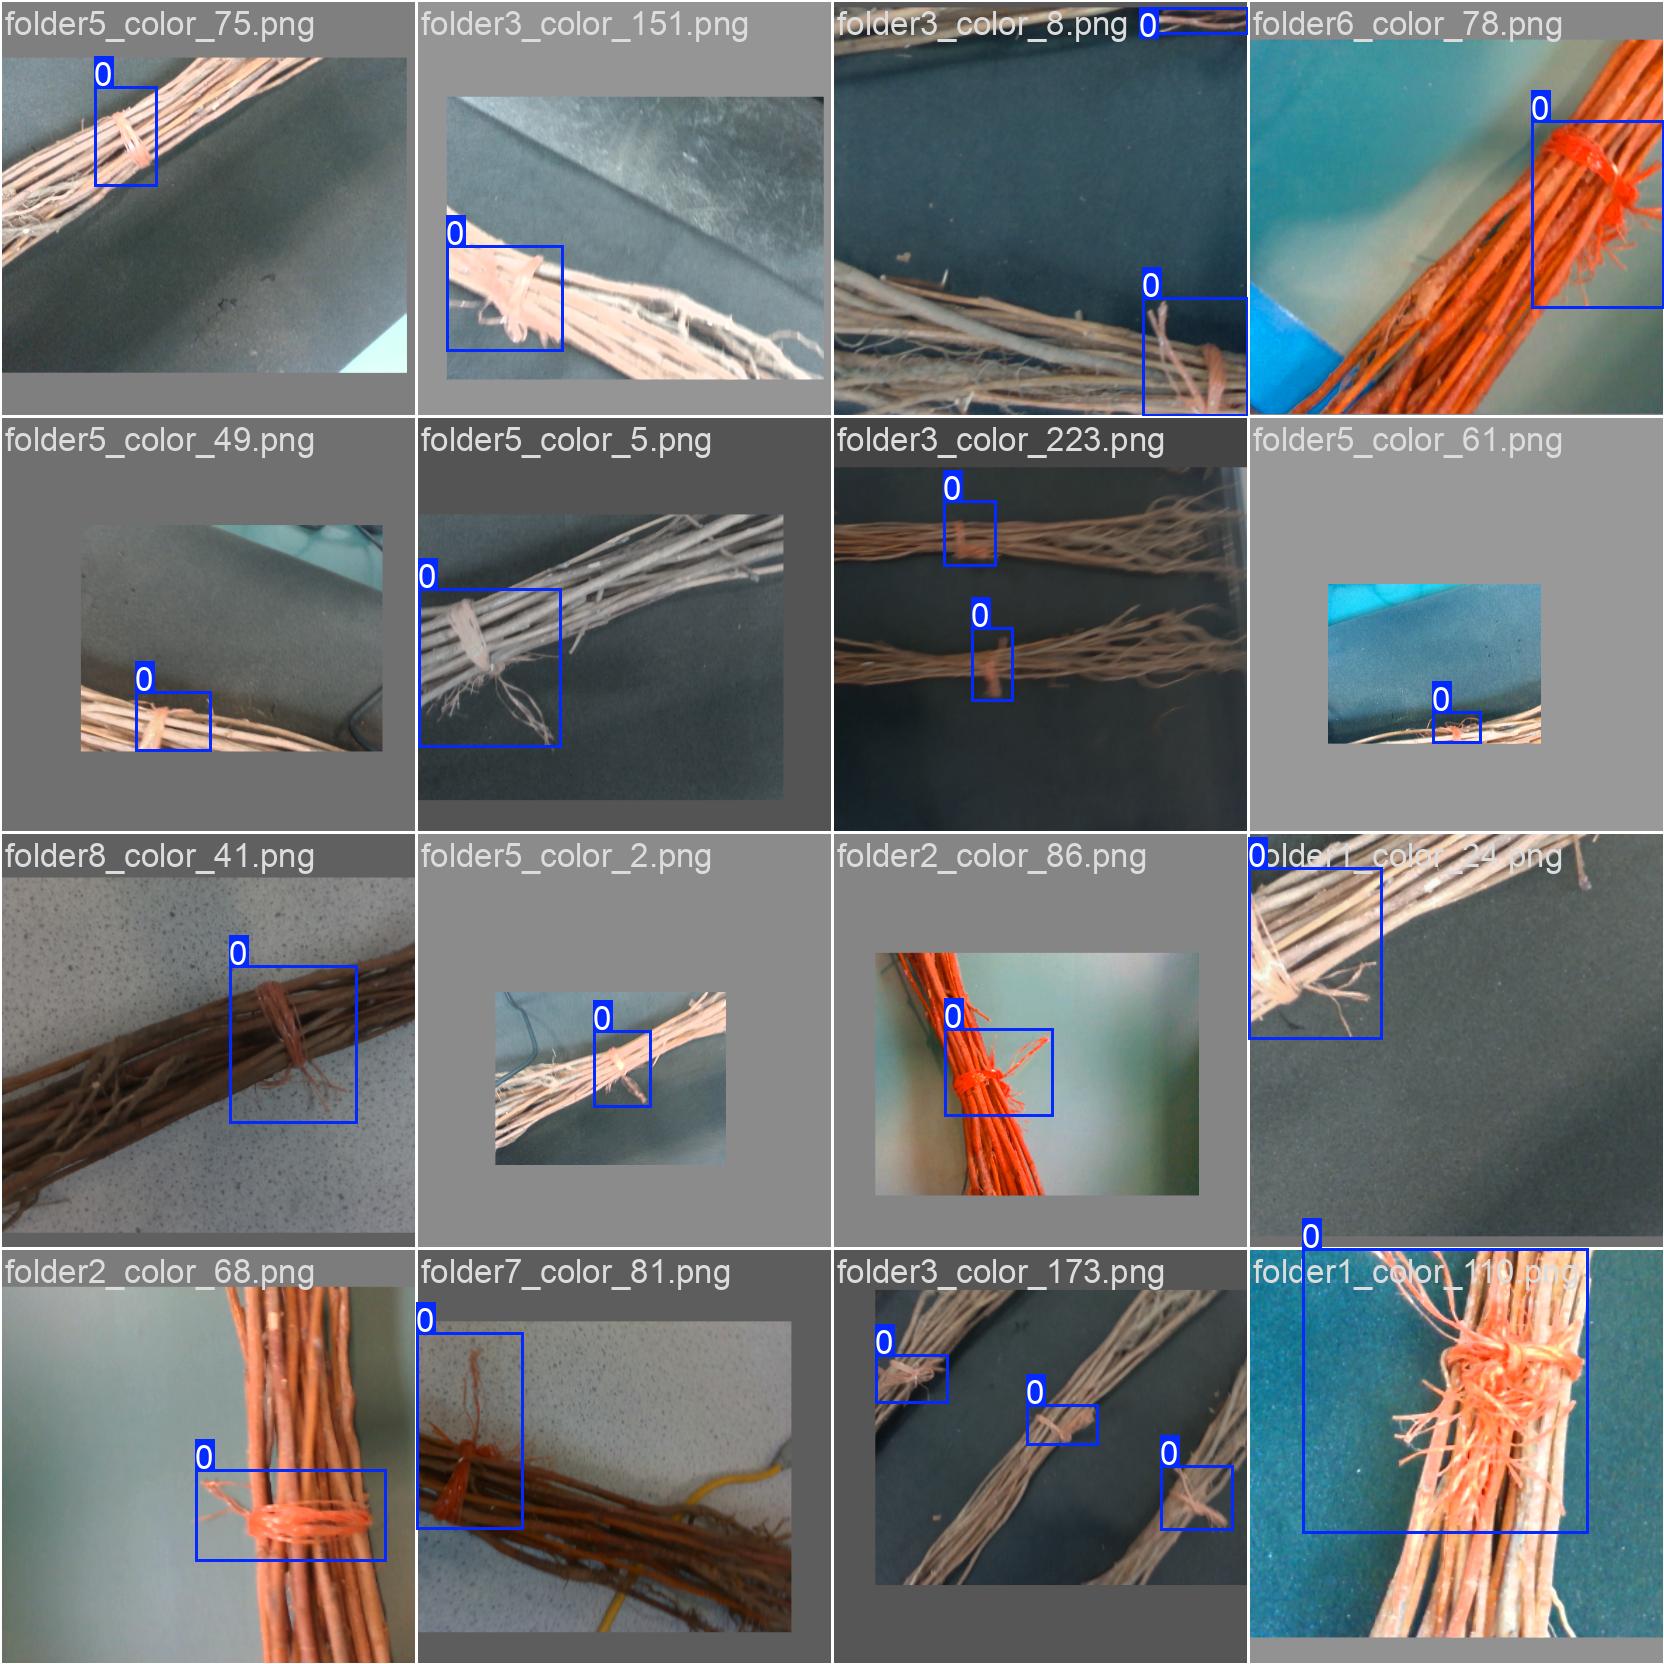 folder5_color_75.png
0
folder3_color_151.png
0
folder3_color_8.png
0
0
folder6_color_78.png
0
folder5_color_49.png
0
folder5_color_5.png
0
folder3_color_223.png
0
0
folder5_color_61.png
0
folder8_color_41.png
0
folder5_color_2.png
0
folder2_color_86.png
0
folder1_color_24.png
0
folder2_color_68.png
0
folder7_color_81.png
0
folder3_color_173.png
0
0
0
folder1_color_110.png
0